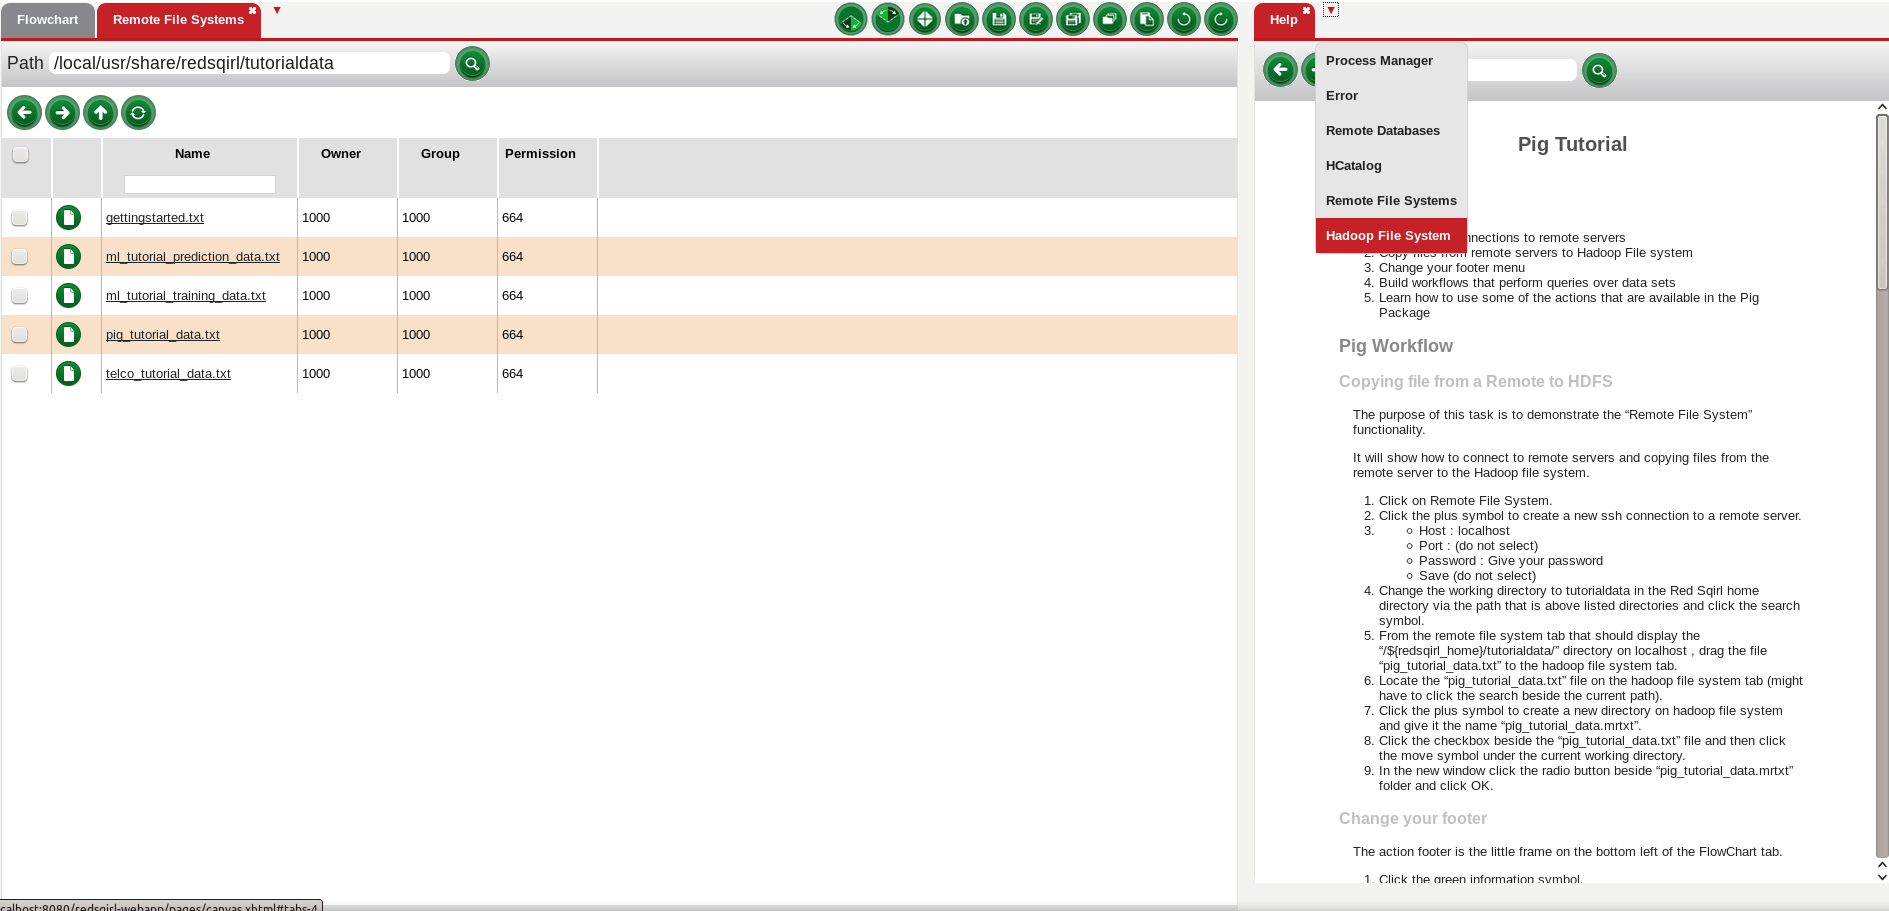 Flowchart
Remote File Systems
Help
Path /local/usr/share/redsqirl/tutorialdata
Name Owner Group Permission
gettingstarted.txt 1000 1000 664
ml_tutorial_prediction_data.txt 1000 1000 664
ml_tutorial_training_data.txt 1000 1000 664
pig_tutorial_data.txt 1000 1000 664
telco_tutorial_data.txt 1000 1000 664
Process Manager
Error
Remote Databases
HCatalog
Remote File Systems
Hadoop File System
Pig Tutorial
nnections to remote servers
2. Copy files from remote servers to Hadoop File system
3. Change your footer menu
4. Build workflows that perform queries over data sets
5. Learn how to use some of the actions that are available in the Pig
Package
Pig Workflow
Copying file from a Remote to HDFS
The purpose of this task is to demonstrate the “Remote File System”
functionality.
It will show how to connect to remote servers and copying files from the
remote server to the Hadoop file system.
1. Click on Remote File System.
2. Click the plus symbol to create a new ssh connection to a remote server.
3. ○ Host : localhost
○ Port : (do not select)
○ Password : Give your password
○ Save (do not select)
4. Change the working directory to tutorialdata in the Red Sqirl home
directory via the path that is above listed directories and click the search
symbol.
5. From the remote file system tab that should display the
“/${redsqirl_home}/tutorialdata/” directory on localhost , drag the file
“pig_tutorial_data.txt” to the hadoop file system tab.
6. Locate the “pig_tutorial_data.txt” file on the hadoop file system tab (might
have to click the search beside the current path).
7. Click the plus symbol to create a new directory on hadoop file system
and give it the name “pig_tutorial_data.mrtxt”.
8. Click the checkbox beside the “pig_tutorial_data.txt” file and then click
the move symbol under the current working directory.
9. In the new window click the radio button beside “pig_tutorial_data.mrtxt”
folder and click OK.
Change your footer
The action footer is the little frame on the bottom left of the FlowChart tab.
1. Click the green information symbol.
calhost:8080/redsqirl-webapp/pages/canvas.xhtml#tabs-4